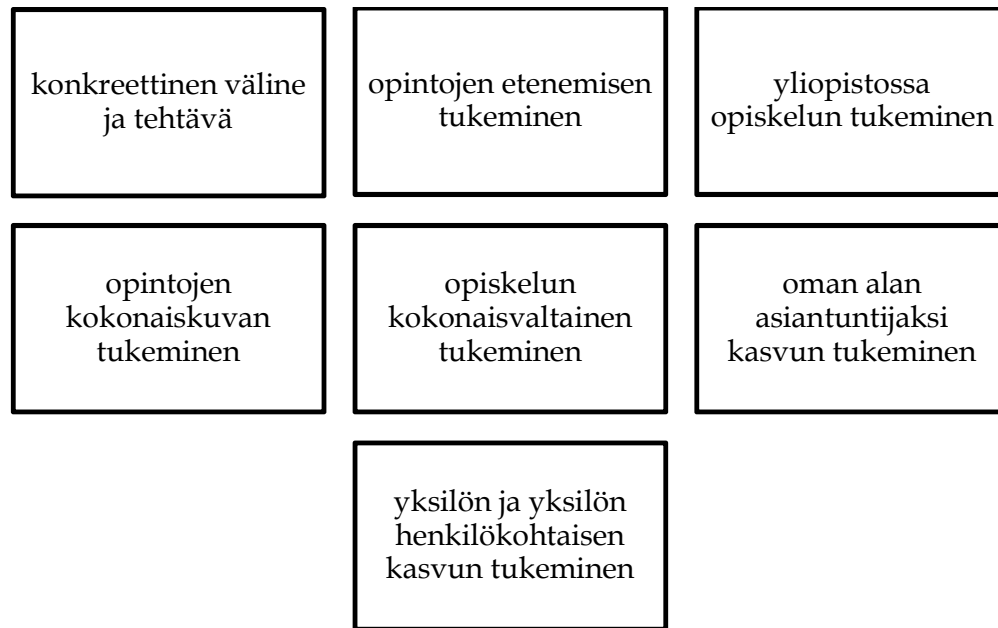 konkreettinen väline
ja tehtävä
opintojen etenemisen
tukeminen
yliopistossa
opiskelun tukeminen
opintojen
kokonaiskuvan
tukeminen
opiskelun
kokonaisvaltainen
tukeminen
oman alan
asiantuntijaksi
kasvun tukeminen
yksilön ja yksilön
henkilökohtaisen
kasvun tukeminen